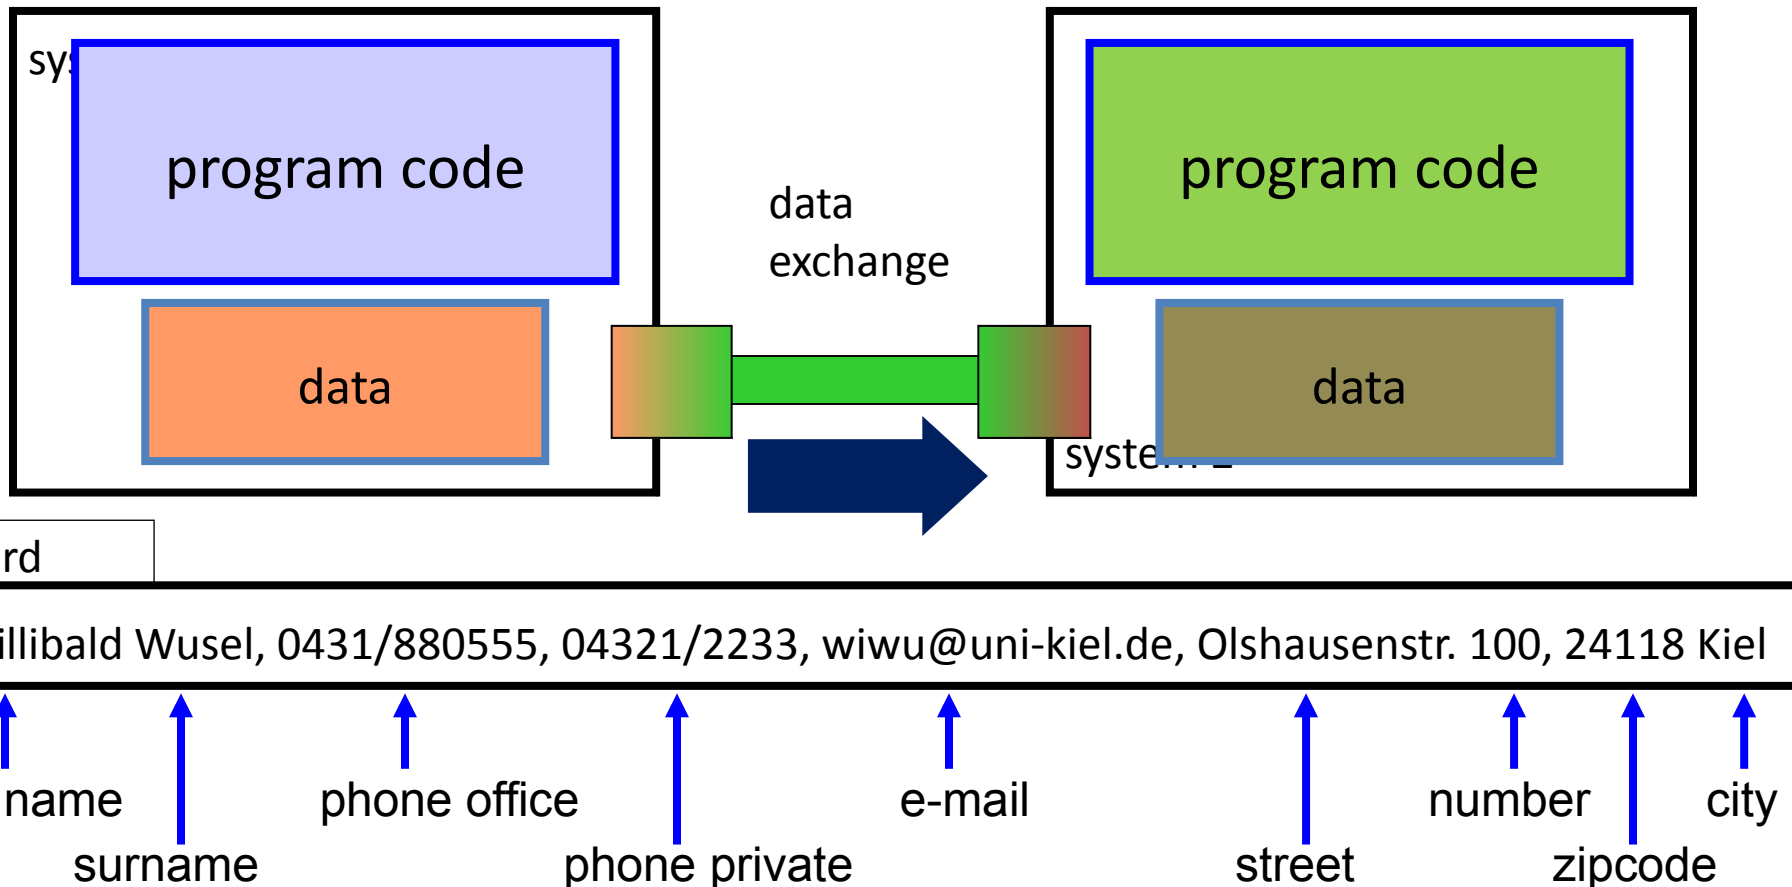 program code
data
data
exchange
program code
data
illibald Wusel, 0431/880555, 04321/2233, wiwu@uni-kiel.de, Olshausenstr. 100, 24118 Kiel
name
phone office
e-mail
number
city
surname
phone private
street
zipcode